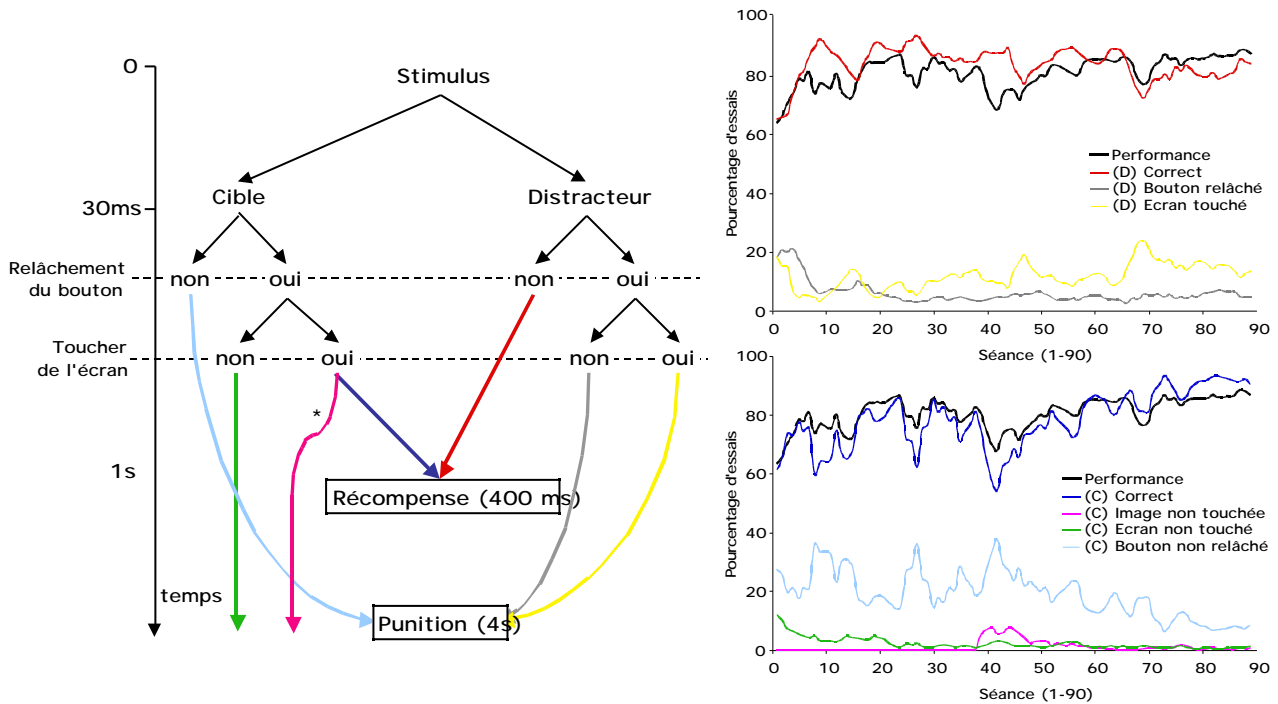 0
Stimulus
Cible
Distracteur
30ms
Relâchement
du bouton
non
oui
non
oui
Toucher
de l'écran
non
oui
non
oui
*
1s
Récompense (400 ms)
temps
Punition (4s)
Pourcentage d'essais
100
80
60
40
20
0
Performance
(D) Correct
(D) Bouton relâché
(D) Ecran touché
0 10 20 30 40 50 60 70 80 90
Séance (1-90)
Pourcentage d'essais
100
80
60
40
20
0
Performance
(C) Correct
(C) Image non touchée
(C) Ecran non touché
(C) Bouton non relâché
0 10 20 30 40 50 60 70 80 90
Séance (1-90)